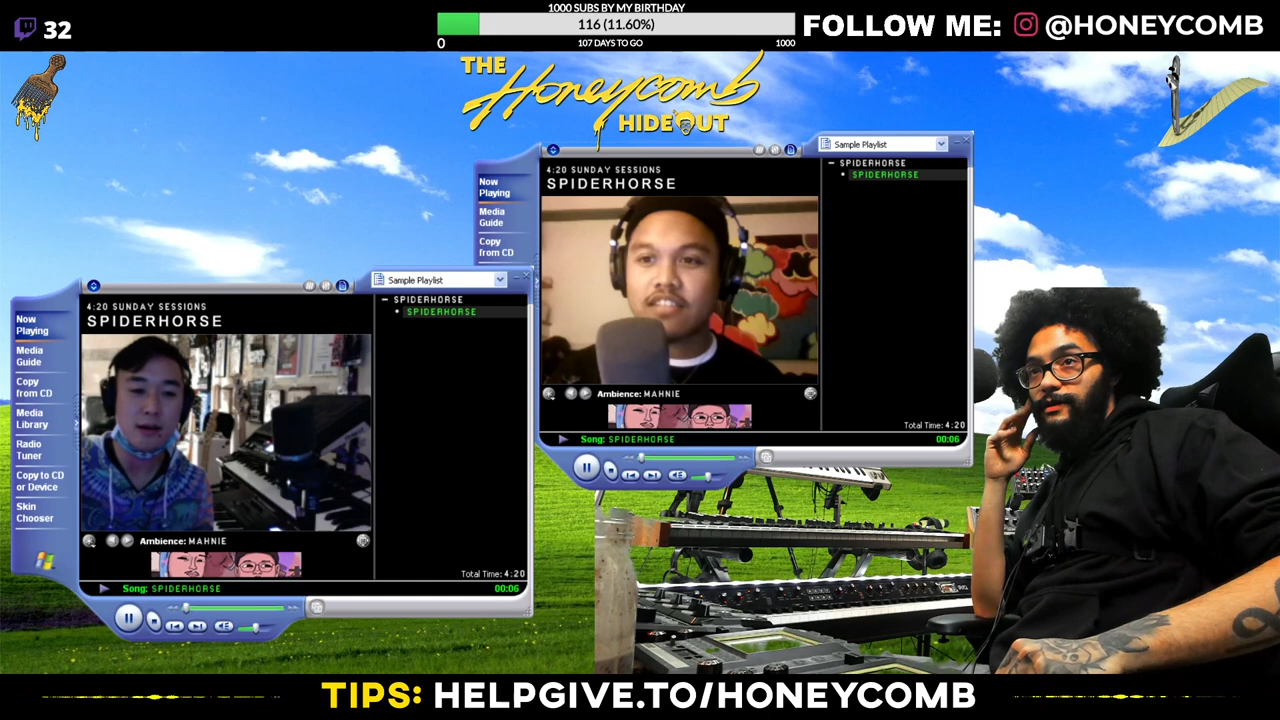 32
1000 SUBS BY MY BIRTHDAY
116 (11.60%)
0
107 DAYS TO GO
1000
FOLLOW ME: @HONEYCOMB
THE
Honeycomb
HIDEOUT
Sample Playlist
4:20 SUNDAY SESSIONS
SPIDERHORSE
SPIDERHORSE
SPIDERHORSE
Now
Playing
Media
Guide
Copy
from CD
Ambience: MAHNIE
Total Time: 4:20
Song: SPIDERHORSE
00:06
Sample Playlist
4:20 SUNDAY SESSIONS
SPIDERHORSE
SPIDERHORSE
SPIDERHORSE
Now
Playing
Media
Guide
Copy
from CD
Media
Library
Radio
Tuner
Copy to CD
or Device
Skin
Chooser
Ambience: MAHNIE
Total Time: 4:20
Song: SPIDERHORSE
00:06
TIPS: HELPGIVE.TO/HONEYCOMB